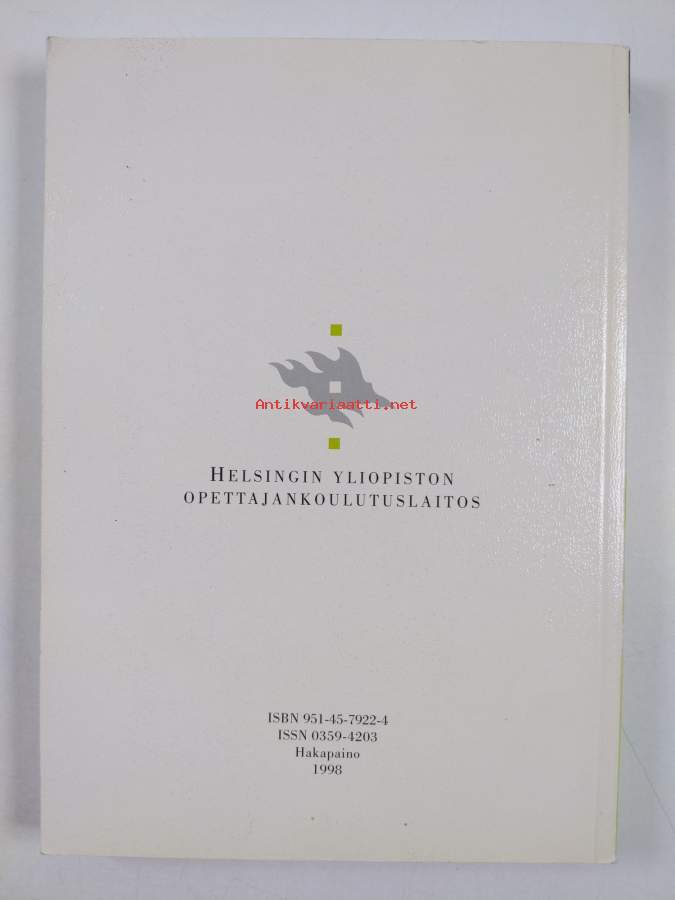 Antikvariaatti.net
HELSINGIN YLIOPISTON
OPETTAJANKOULUTUSLAITOS
ISBN 951-45-7922-4
ISSN 0359-4203
Hakapaino
1998